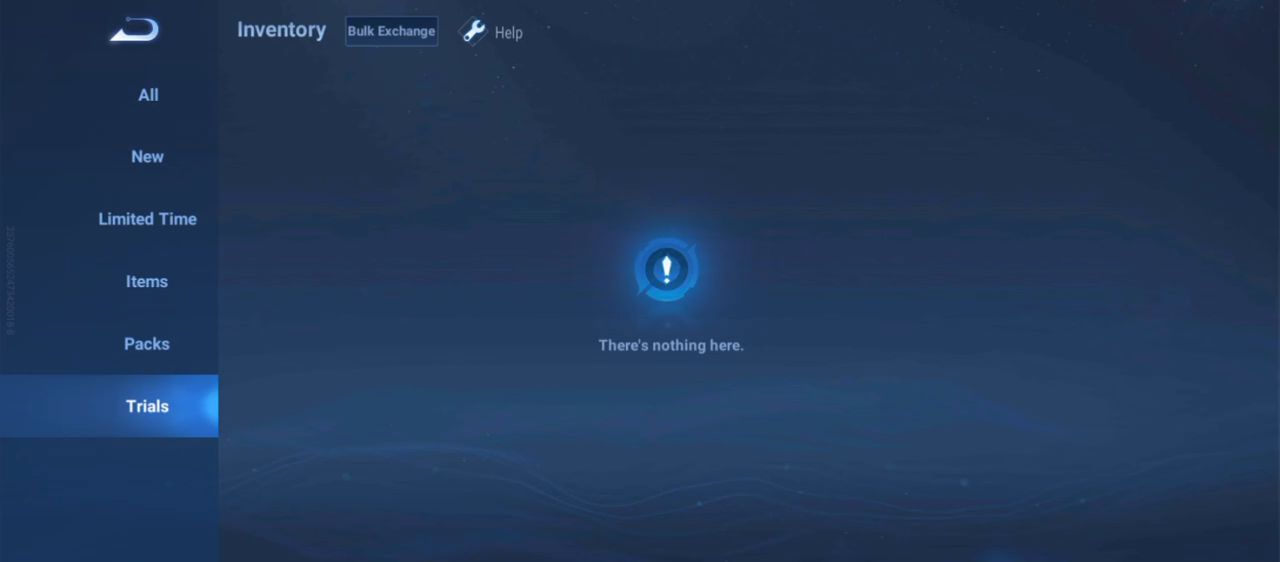 Inventory
Bulk Exchange
Help
All
New
Limited Time
Items
Packs
Trials
There's nothing here.